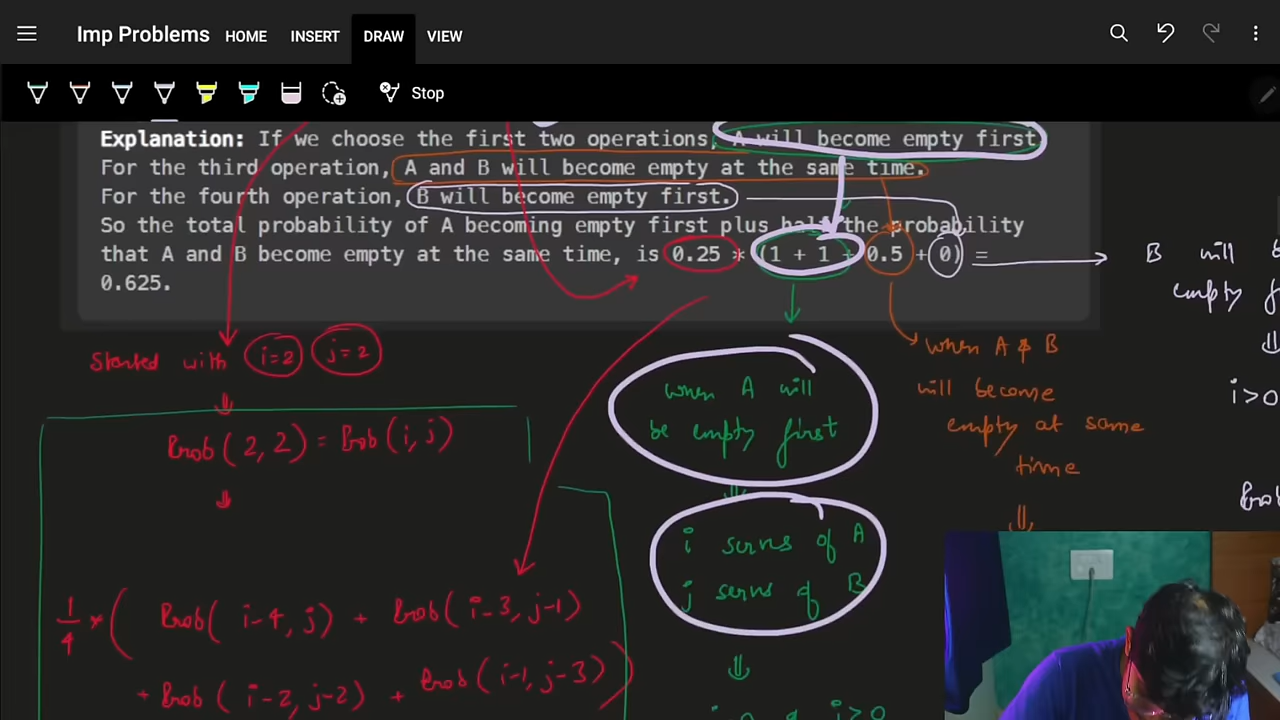 Imp Problems HOME INSERT DRAW VIEW
Stop
Explanation: If we choose the first two operations, A will become empty first.
For the third operation, A and B will become empty at the same time.
For the fourth operation, B will become empty first.
So the total probability of A becoming empty first plus half the probability
that A and B become empty at the same time, is 0.25 * (1 + 1 + 0.5 + 0) =
0.625.
B will
empty
⇓
i>0
Started with i=2 j=2
⇓
Prob(2,2) = Prob(i,j)
⇓
1/4 * ( Prob( i-4, j) + Prob( i-3, j-1)
+ Prob( i-2, j-2) + Prob( i-1, j-3) )
when A will
be empty first
⇓
i servs of A
j servs of B
⇓
when A & B
will become
empty at same
time
⇓